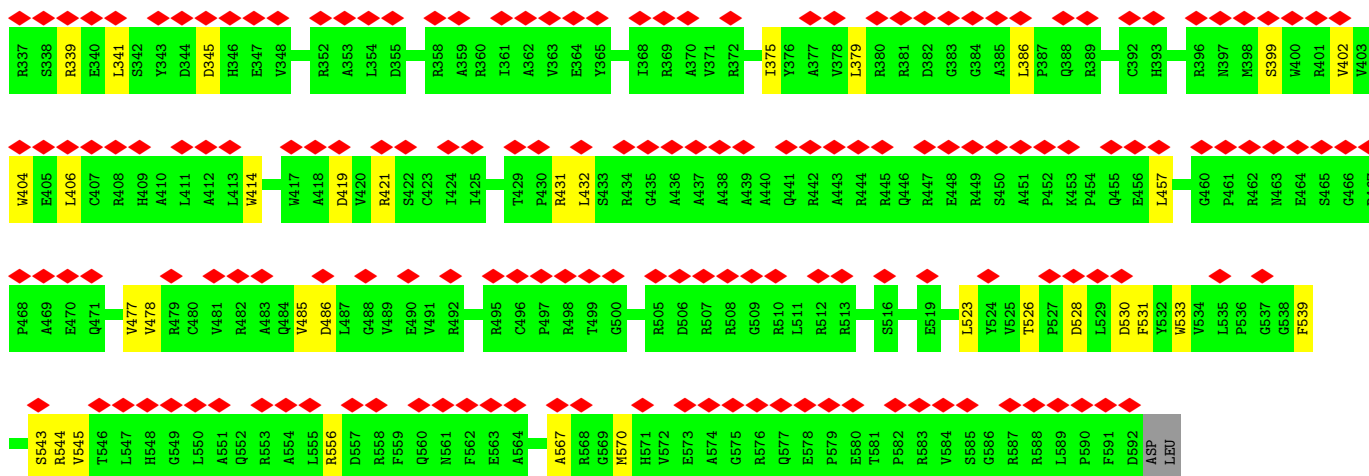 R337 S338 R339 E340 L341 S342 Y343 D344 D345 H346 E347 V348 R352 A353 L354 D355 R358 A359 R360 I361 A362 V363 E364 Y365 I368 R369 A370 V371 R372 I375 Y376 A377 V378 L379 R380 R381 D382 G383 G384 A385 L386 P387 Q388 R389 C392 H393 R396 N397 M398 S399 W400 R401 V402 V403
W404 E405 L406 C407 R408 H409 A410 L411 A412 L413 W414 W417 A418 D419 V420 R421 S422 C423 I424 I425 T429 P430 R431 L432 S433 R434 G435 A436 A437 A438 A439 A440 Q441 R442 A443 R444 R445 Q446 R447 E448 R449 S450 A451 P452 K453 P454 Q455 E456 L457 G460 P461 R462 N463 E464 S465 G466
P468 A469 E470 Q471 V477 V478 R479 C480 V481 R482 A483 Q484 V485 D486 L487 G488 V489 E490 V491 R492 R495 C496 P497 R498 T499 G500 R505 D506 R507 R508 G509 R510 L511 R512 R513 S516 E519 L523 Y524 V525 T526 P527 D528 L529 D530 F531 Y532 W533 V534 L535 P536 G537 G538 F539
S543 R544 V545 T546 L547 H548 G549 L550 A551 Q552 R553 A554 L555 R556 D557 R558 F559 Q560 N561 F562 E563 A564 A567 R568 G569 M570 H571 V572 E573 A574 G575 R576 Q577 E578 P579 E580 T581 P582 R583 V584 S585 G586 R587 R588 L589 P590 F591 D592 ASP LEU